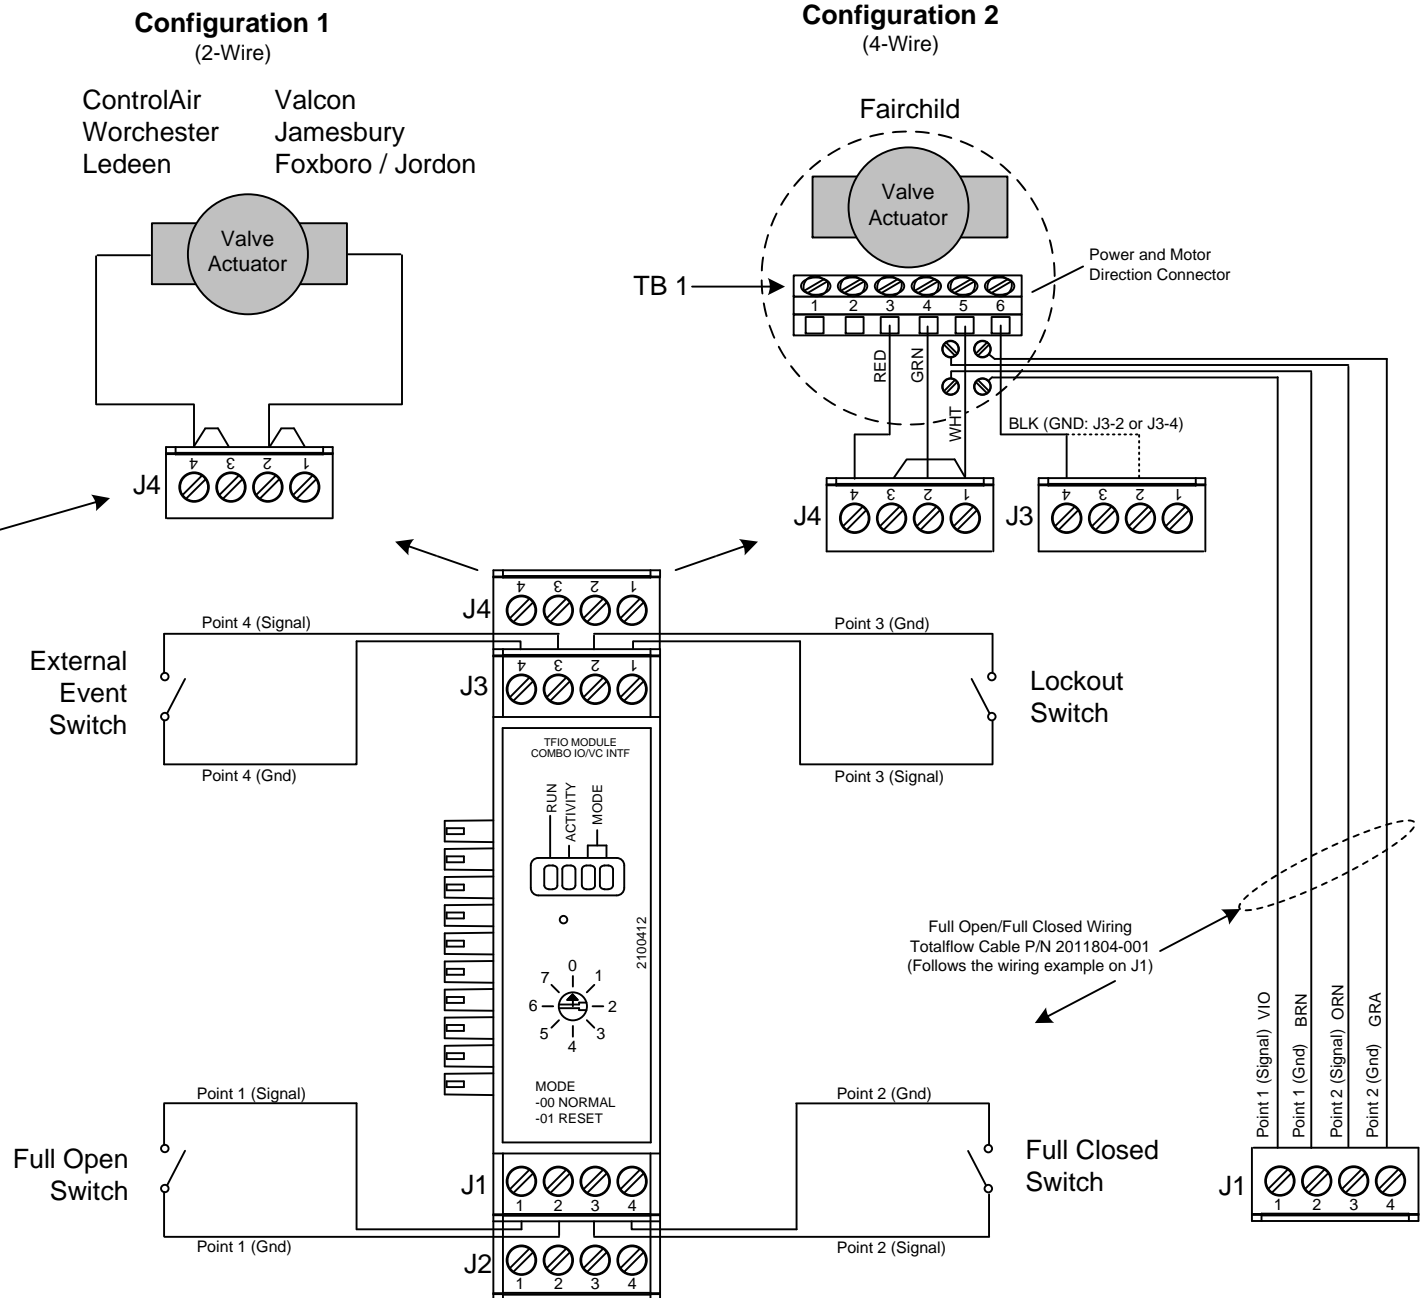 Configuration 1
(2-Wire)
ControlAir Valcon
Worchester Jamesbury
Ledeen Foxboro / Jordon
Valve
Actuator
J4
4 3 2 1
Configuration 2
(4-Wire)
Fairchild
Valve
Actuator
TB 1
Power and Motor
Direction Connector
1 2 3 4 5 6
RED
GRN
WHT
BLK (GND: J3-2 or J3-4)
J4
4 3 2 1
J3
4 3 2 1
J4
4 3 2 1
Point 4 (Signal)
Point 3 (Gnd)
External
Event
Switch
J3
4 3 2 1
Lockout
Switch
Point 4 (Gnd)
Point 3 (Signal)
TFIO MODULE
COMBO IO/VC INTF
RUN
ACTIVITY
MODE
2100412
0
1
2
3
4
5
6
7
MODE
-00 NORMAL
-01 RESET
Full Open/Full Closed Wiring
Totalflow Cable P/N 2011804-001
(Follows the wiring example on J1)
Point 1 (Signal) VIO
Point 1 (Gnd) BRN
Point 2 (Signal) ORN
Point 2 (Gnd) GRA
J1
1 2 3 4
Point 1 (Signal)
Point 2 (Gnd)
Full Open
Switch
Full Closed
Switch
J1
1 2 3 4
Point 1 (Gnd)
Point 2 (Signal)
J2
1 2 3 4